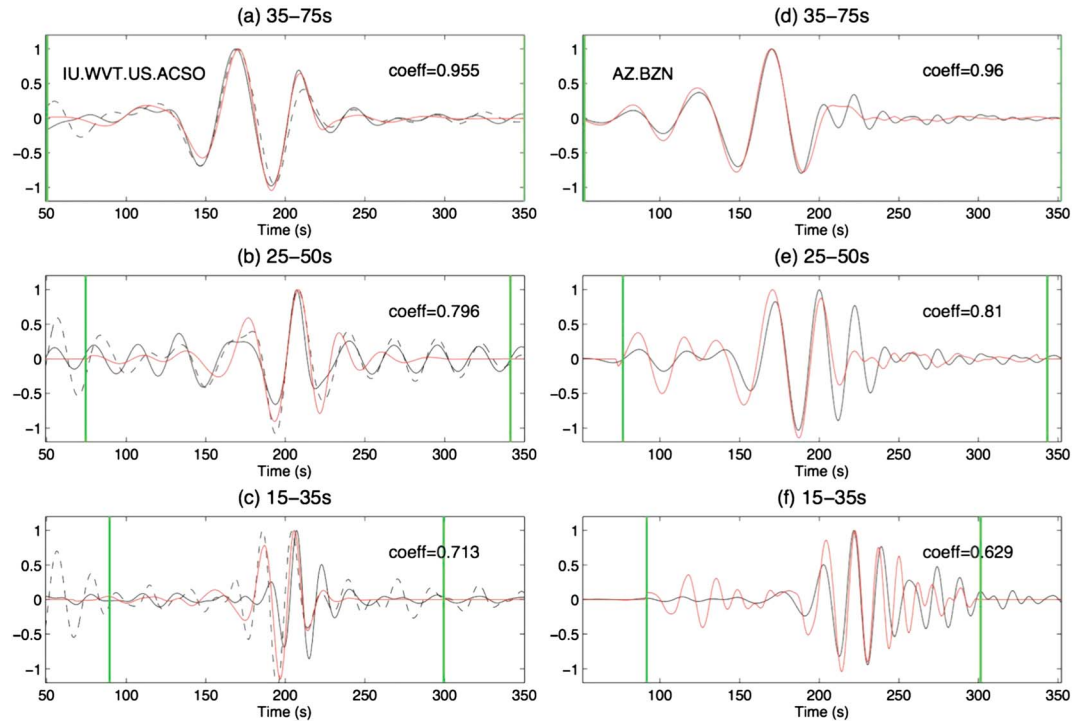 (a) 35–75s
1
0.5
0
−0.5
−1
IU.WVT.US.ACSO
coeff=0.955
50 100 150 200 250 300 350
Time (s)
(d) 35–75s
1
0.5
0
−0.5
−1
AZ.BZN
coeff=0.96
100 150 200 250 300 350
Time (s)
(b) 25–50s
1
0.5
0
−0.5
−1
coeff=0.796
50 100 150 200 250 300 350
Time (s)
(e) 25–50s
1
0.5
0
−0.5
−1
coeff=0.81
100 150 200 250 300 350
Time (s)
(c) 15–35s
1
0.5
0
−0.5
−1
coeff=0.713
50 100 150 200 250 300 350
Time (s)
(f) 15–35s
1
0.5
0
−0.5
−1
coeff=0.629
100 150 200 250 300 350
Time (s)